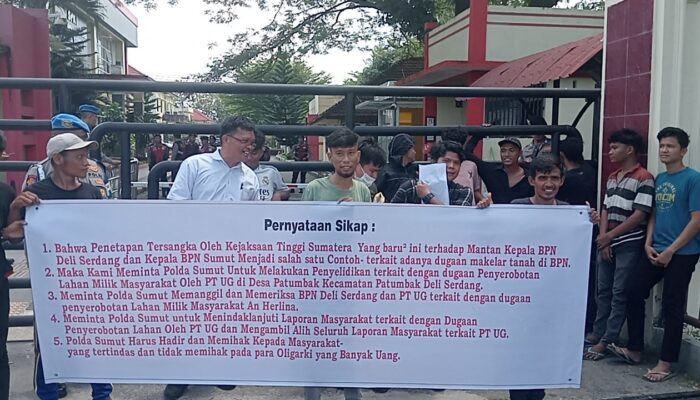 Pernyataan Sikap :
1. Bahwa Penetapan Tersangka Oleh Kejaksaan Tinggi Sumatera Yang baru² ini terhadap Mantan Kepala BPN
Deli Serdang dan Kepala BPN Sumut Menjadi salah satu Contoh- terkait adanya dugaan makelar tanah di BPN.
2. Maka Kami Meminta Polda Sumut Untuk Melakukan Penyelidikan terkait dengan dugaan Penyerobotan
Lahan Milik Masyarakat Oleh PT UG di Desa Patumbak Kecamatan Patumbak Deli Serdang.
3. Meminta Polda Sumut Memanggil dan Memeriksa BPN Deli Serdang dan PT UG terkait dengan dugaan
penyerobotan Lahan Milik Masyarakat An Herlina.
4. Meminta Polda Sumut untuk Menindaklanjuti Laporan Masyarakat terkait dengan Dugaan
Penyerobotan Lahan Oleh PT UG dan Mengambil Alih Seluruh Laporan Masyarakat terkait PT UG.
5. Polda Sumut Harus Hadir dan Memihak Kepada Masyarakat-
yang tertindas dan tidak memihak pada para Oligarki yang Banyak Uang.